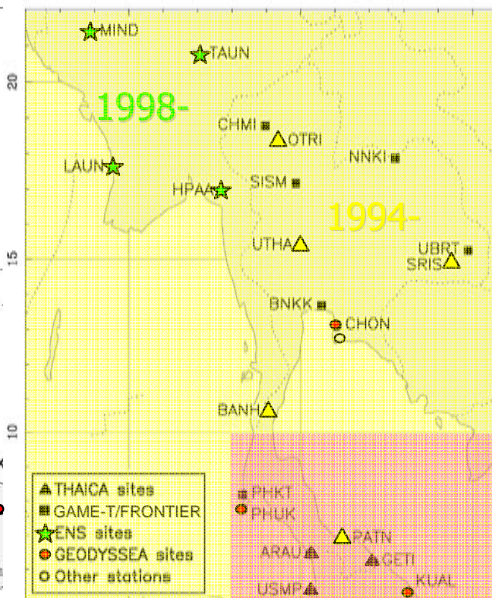 MIND
TAUN
20
1998-
CHMI
OTRI
NNKI
LAUN
SISM
HPAA
1994-
UTHA
UBRT
SRIS
15
BNKK
CHON
BANH
10
THAICA sites
GAME-T/FRONTIER
ENS sites
GEODYSSEA sites
Other stations
PHKT
PHUK
PATN
ARAU
GETI
KUAL
USMP